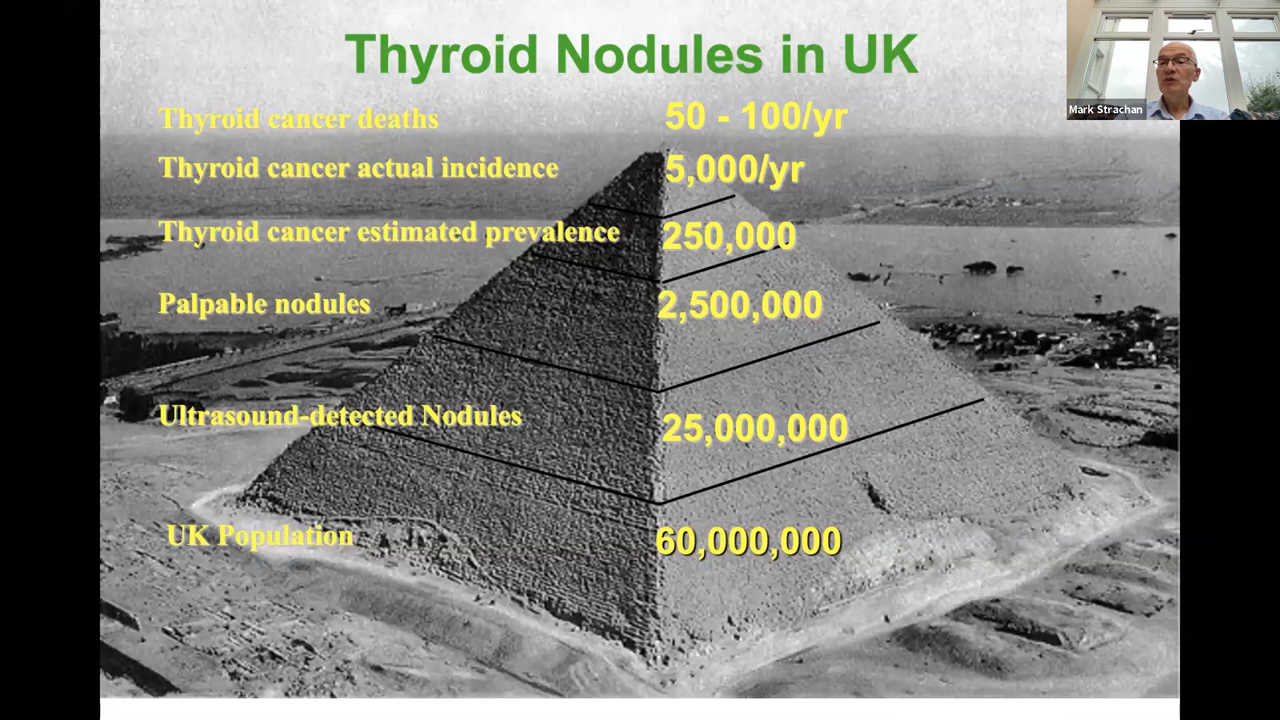 Thyroid Nodules in UK
Mark Strachan
Thyroid cancer deaths 50 - 100/yr
Thyroid cancer actual incidence 5,000/yr
Thyroid cancer estimated prevalence 250,000
Palpable nodules 2,500,000
Ultrasound-detected Nodules 25,000,000
UK Population 60,000,000